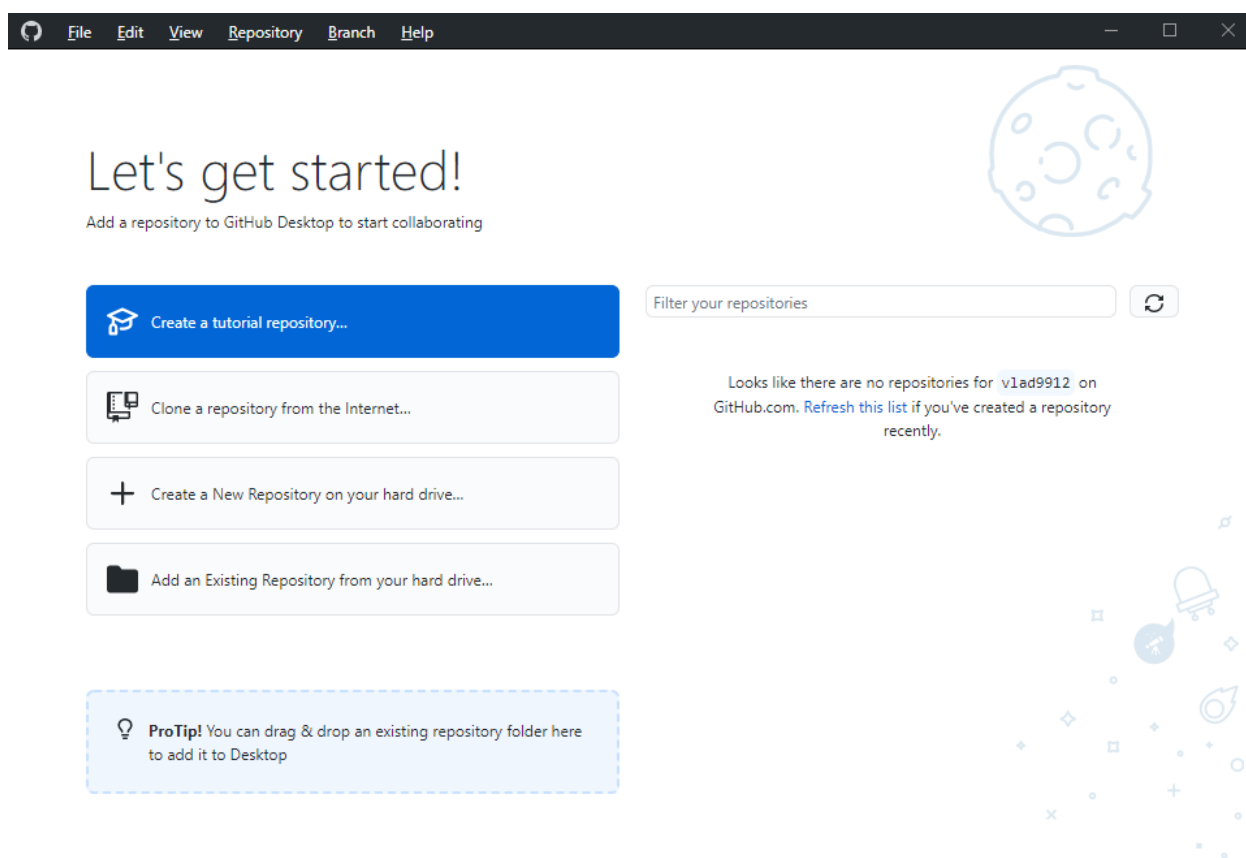 File Edit View Repository Branch Help
Let's get started!
Add a repository to GitHub Desktop to start collaborating
Create a tutorial repository...
Clone a repository from the Internet...
Create a New Repository on your hard drive...
Add an Existing Repository from your hard drive...
ProTip! You can drag & drop an existing repository folder here
to add it to Desktop
Filter your repositories
Looks like there are no repositories for vlad9912 on
GitHub.com. Refresh this list if you've created a repository
recently.